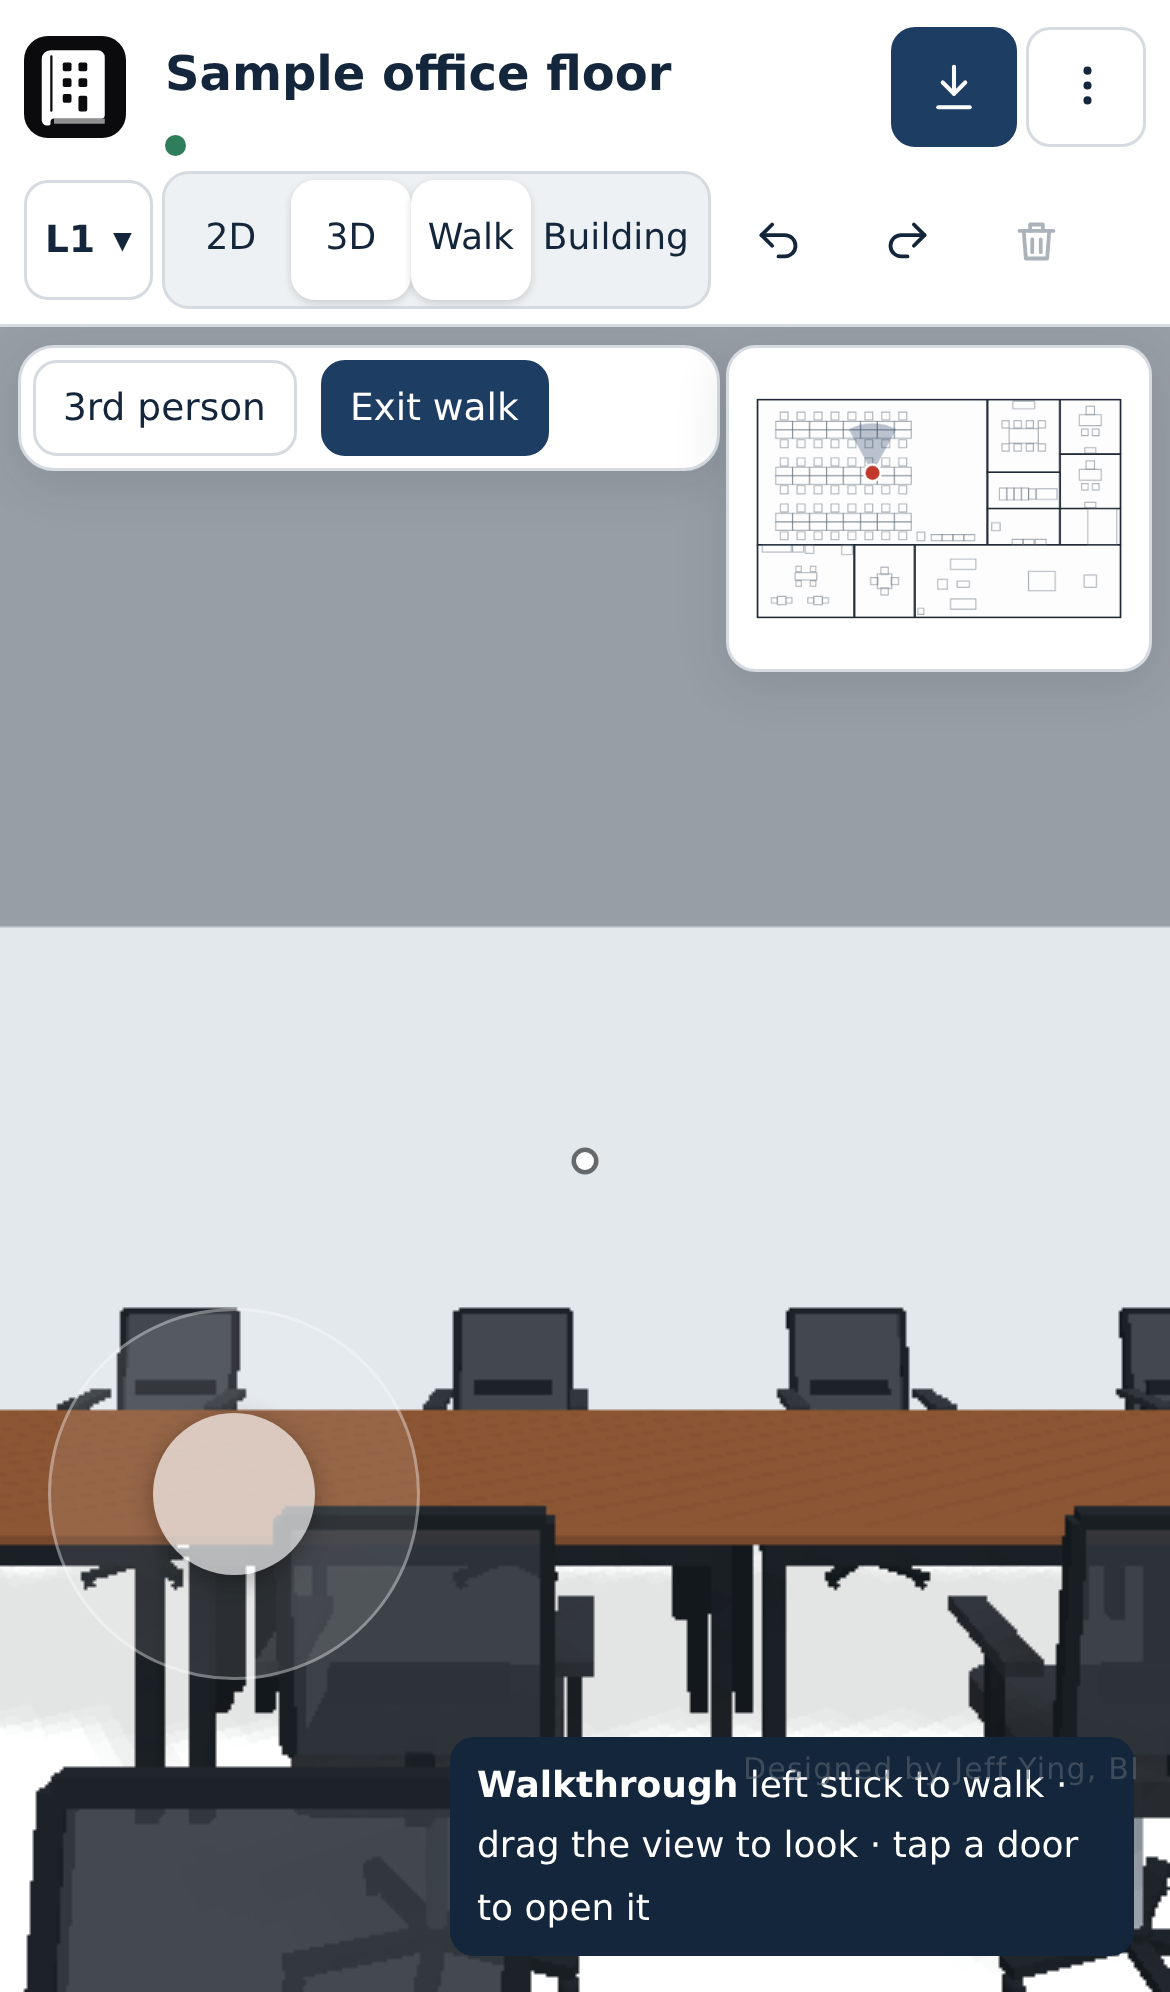 Sample office floor
L1 ▼
2D 3D Walk Building
3rd person Exit walk
Designed by Jeff Ying, BI
Walkthrough left stick to walk ·
drag the view to look · tap a door
to open it